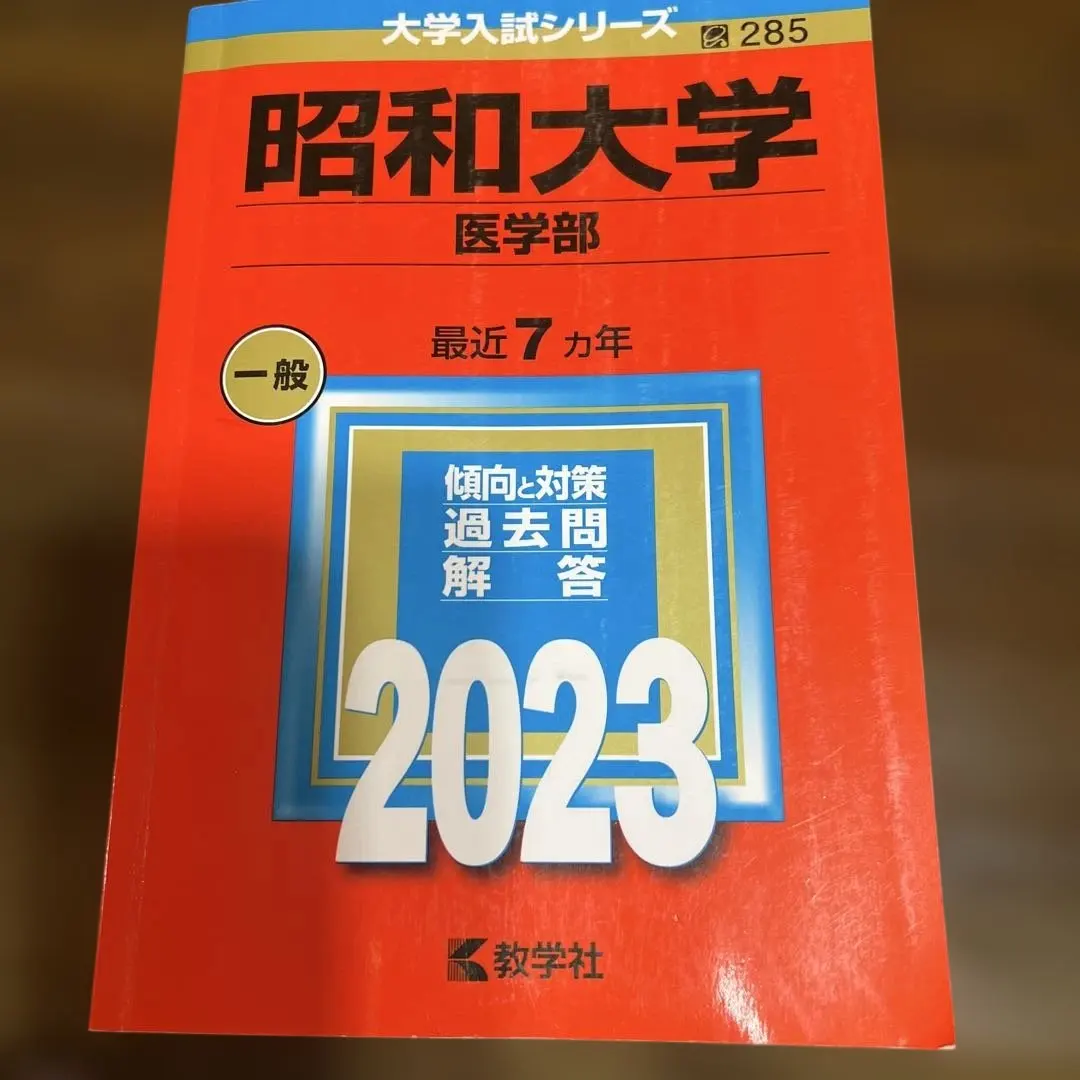 大学入試シリーズ 285
昭和大学
医学部
最近7ヵ年
一般
傾向と対策
過去問
解答
2023
教学社